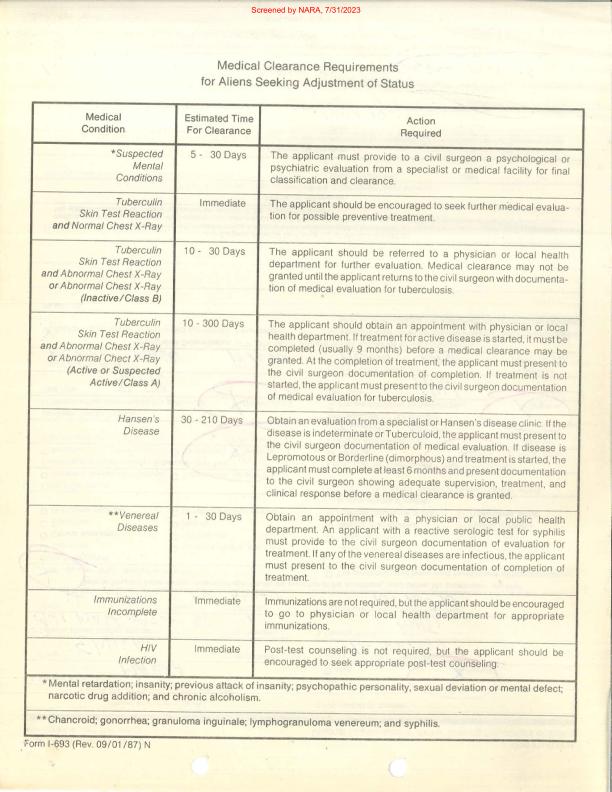 Screened by NARA, 7/31/2023
Medical Clearance Requirements
for Aliens Seeking Adjustment of Status
Medical
Condition
Estimated Time
For Clearance
Action
Required
*Suspected
Mental
Conditions
5 - 30 Days
The applicant must provide to a civil surgeon a psychological or
psychiatric evaluation from a specialist or medical facility for final
classification and clearance.
Tuberculin
Skin Test Reaction
and Normal Chest X-Ray
Immediate
The applicant should be encouraged to seek further medical evalua-
tion for possible preventive treatment.
Tuberculin
Skin Test Reaction
and Abnormal Chest X-Ray
or Abnormal Chest X-Ray
(Inactive/Class B)
10 - 30 Days
The applicant should be referred to a physician or local health
department for further evaluation. Medical clearance may not be
granted until the applicant returns to the civil surgeon with documenta-
tion of medical evaluation for tuberculosis.
Tuberculin
Skin Test Reaction
and Abnormal Chest X-Ray
or Abnormal Chect X-Ray
(Active or Suspected
Active/Class A)
10 - 300 Days
The applicant should obtain an appointment with physician or local
health department. If treatment for active disease is started, it must be
completed (usually 9 months) before a medical clearance may be
granted. At the completion of treatment, the applicant must present to
the civil surgeon documentation of completion. If treatment is not
started, the applicant must present to the civil surgeon documentation
of medical evaluation for tuberculosis.
Hansen's
Disease
30 - 210 Days
Obtain an evaluation from a specialist or Hansen's disease clinic. If the
disease is indeterminate or Tuberculoid, the applicant must present to
the civil surgeon documentation of medical evaluation. If disease is
Lepromotous or Borderline (dimorphous) and treatment is started, the
applicant must complete at least 6 months and present documentation
to the civil surgeon showing adequate supervision, treatment, and
clinical response before a medical clearance is granted.
**Venereal
Diseases
1 - 30 Days
Obtain an appointment with a physician or local public health
department. An applicant with a reactive serologic test for syphilis
must provide to the civil surgeon documentation of evaluation for
treatment. If any of the venereal diseases are infectious, the applicant
must present to the civil surgeon documentation of completion of
treatment.
Immunizations
Incomplete
Immediate
Immunizations are not required, but the applicant should be encouraged
to go to physician or local health department for appropriate
immunizations.
HIV
Infection
Immediate
Post-test counseling is not required, but the applicant should be
encouraged to seek appropriate post-test counseling.
*Mental retardation; insanity; previous attack of insanity; psychopathic personality, sexual deviation or mental defect;
narcotic drug addition; and chronic alcoholism.
**Chancroid; gonorrhea; granuloma inguinale; lymphogranuloma venereum; and syphilis.
Form I-693 (Rev. 09/01/87) N